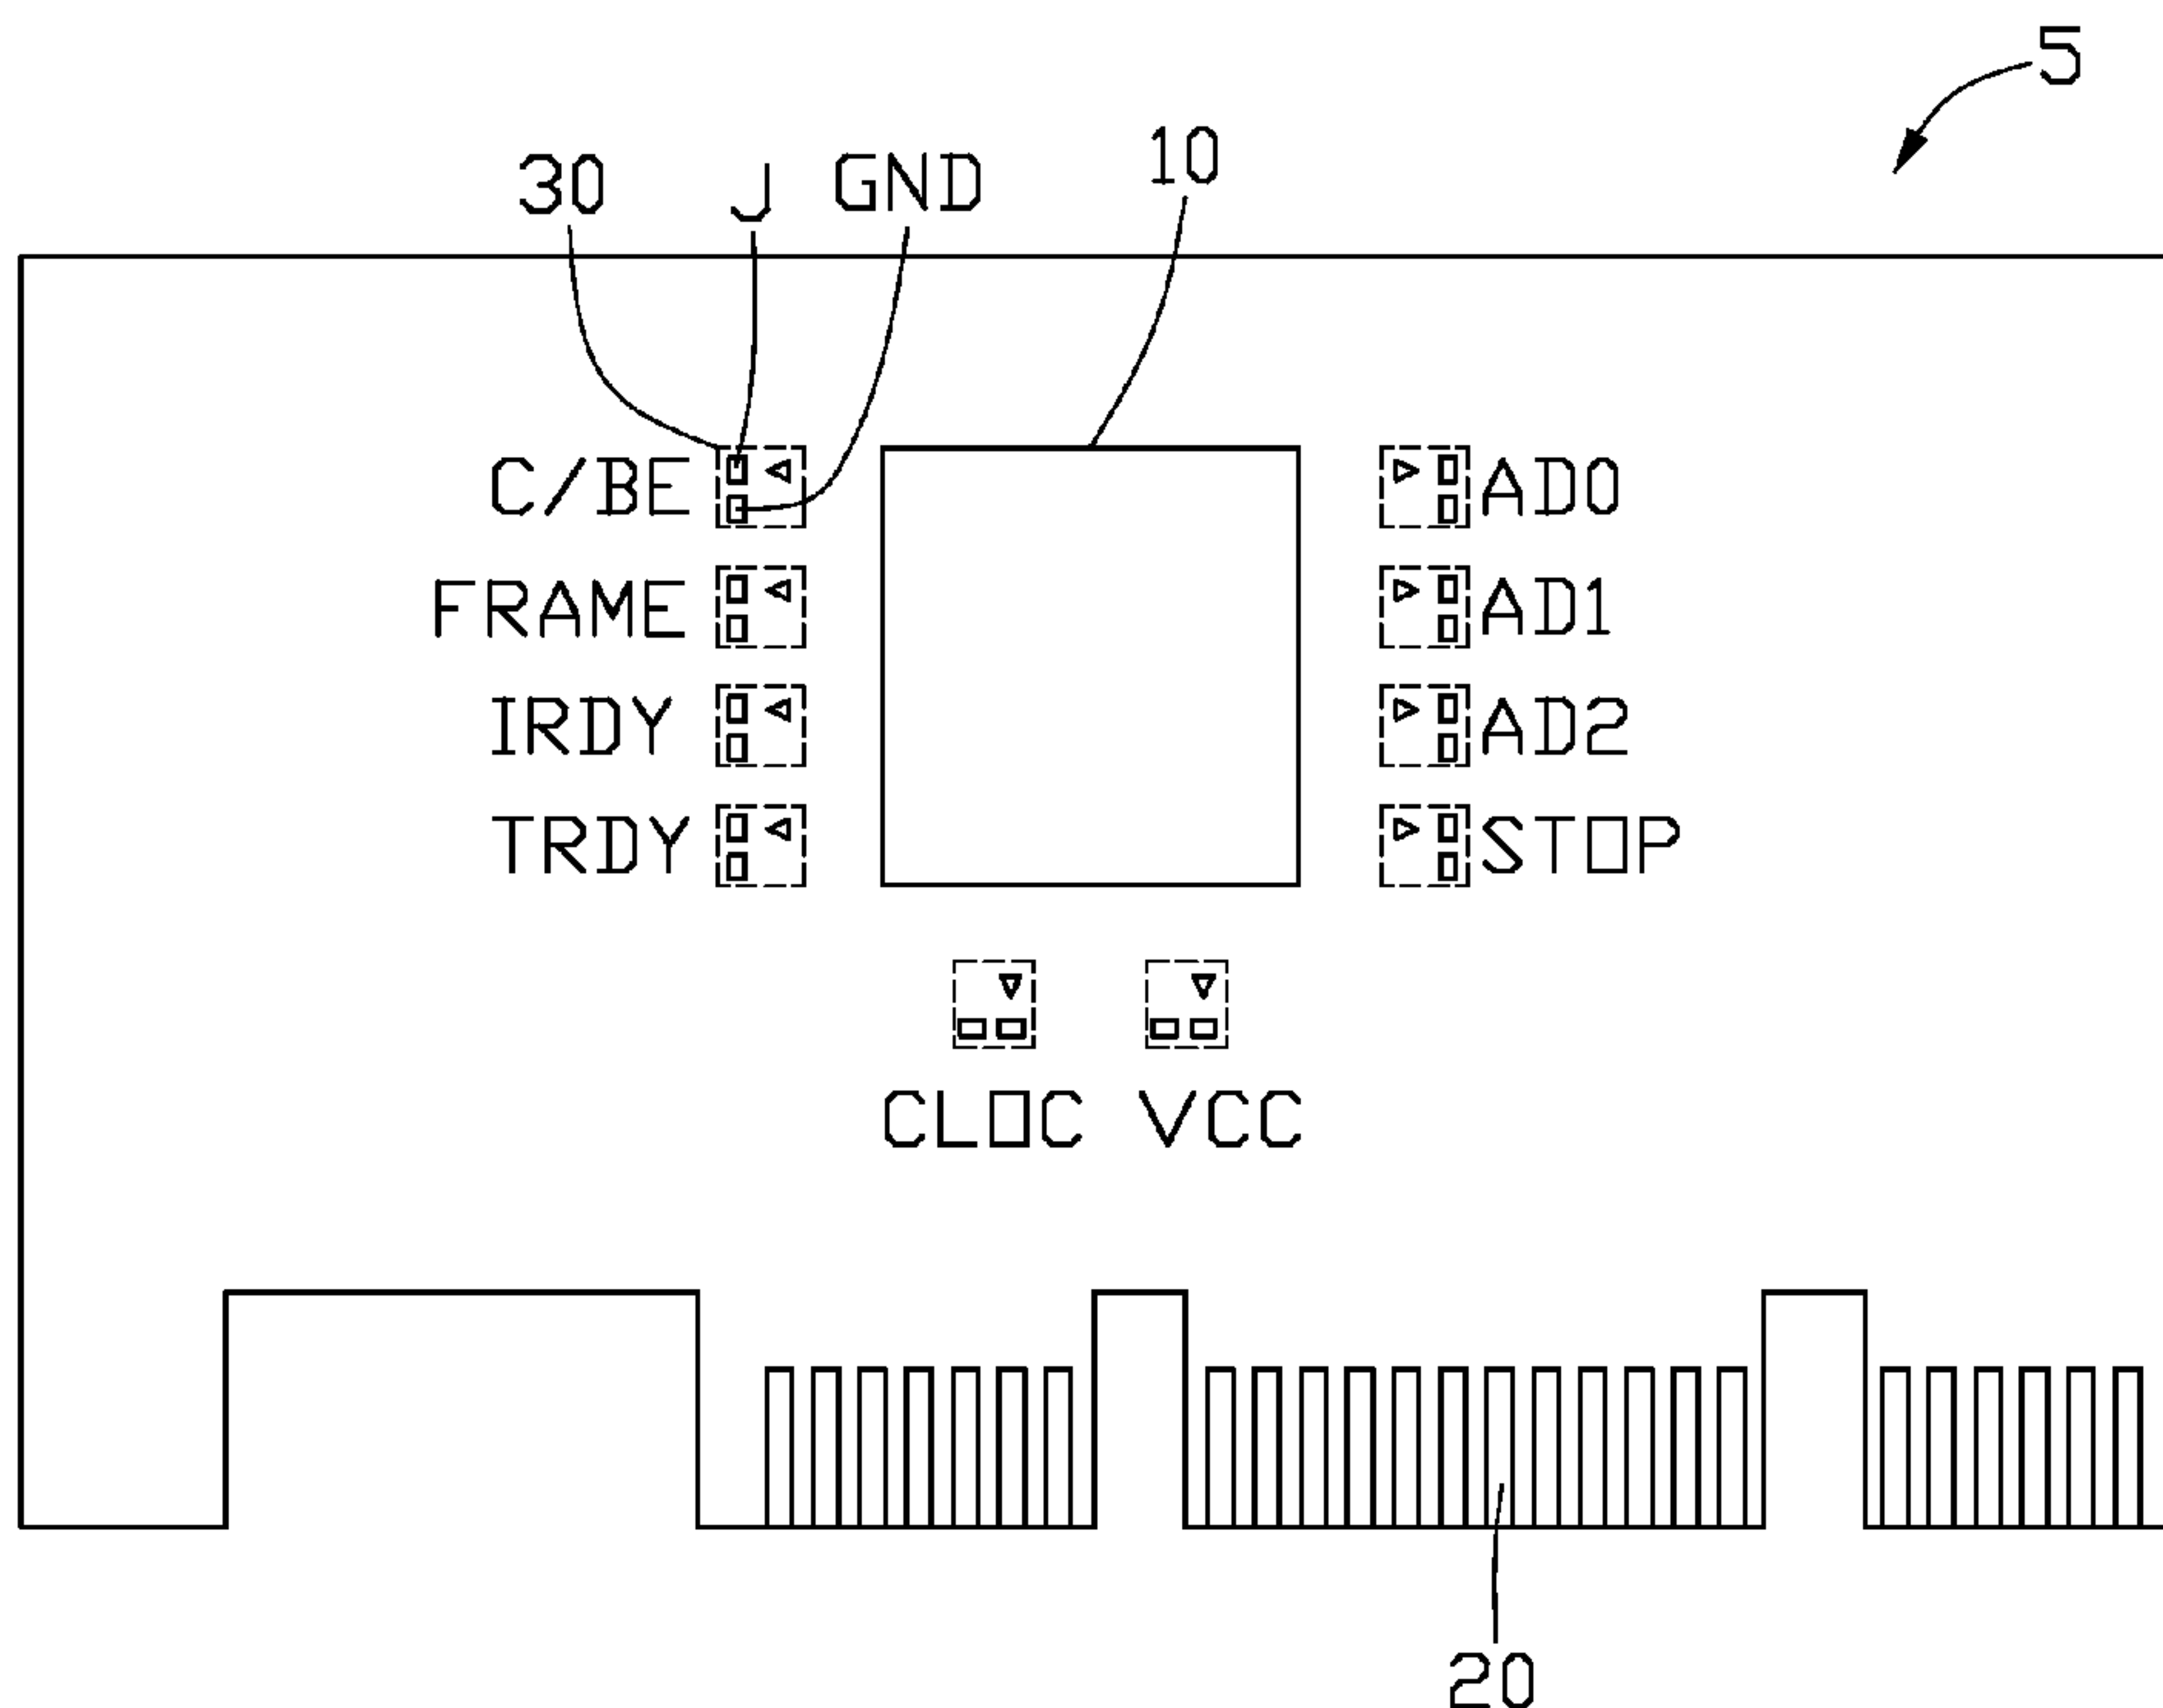 5
30 J GND 10
C/BE AD0
FRAME AD1
IRDY AD2
TRDY STOP
CLOC VCC
20